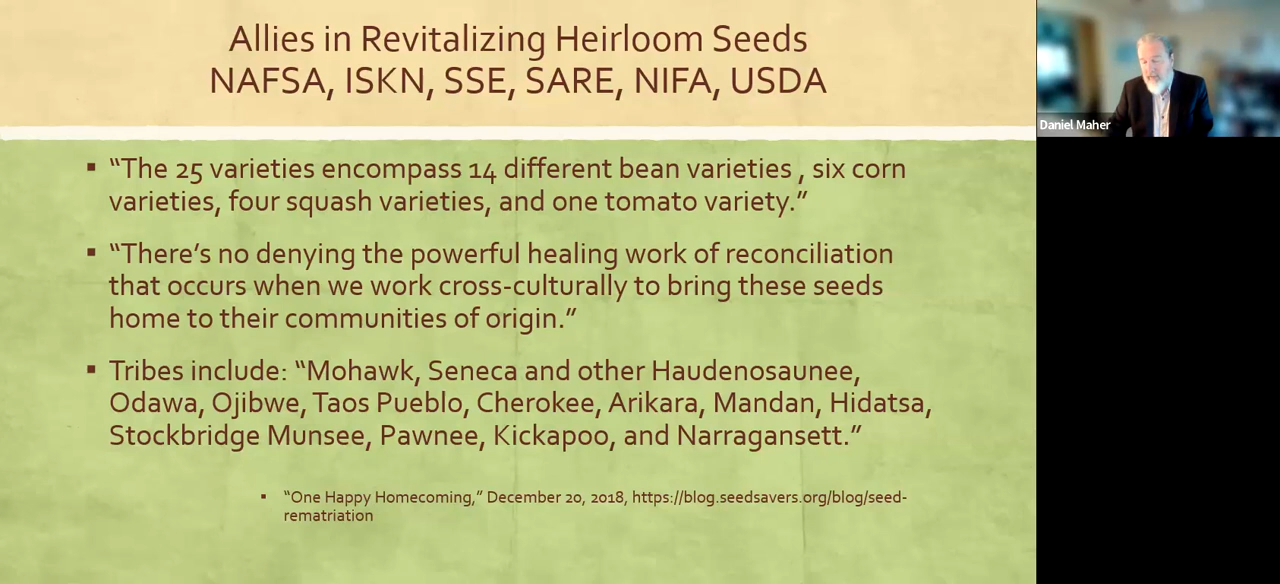 Allies in Revitalizing Heirloom Seeds
NAFSA, ISKN, SSE, SARE, NIFA, USDA
▪ “The 25 varieties encompass 14 different bean varieties , six corn
varieties, four squash varieties, and one tomato variety.”
▪ “There’s no denying the powerful healing work of reconciliation
that occurs when we work cross-culturally to bring these seeds
home to their communities of origin.”
▪ Tribes include: “Mohawk, Seneca and other Haudenosaunee,
Odawa, Ojibwe, Taos Pueblo, Cherokee, Arikara, Mandan, Hidatsa,
Stockbridge Munsee, Pawnee, Kickapoo, and Narragansett.”
▪ “One Happy Homecoming,” December 20, 2018, https://blog.seedsavers.org/blog/seed-
rematriation
Daniel Maher